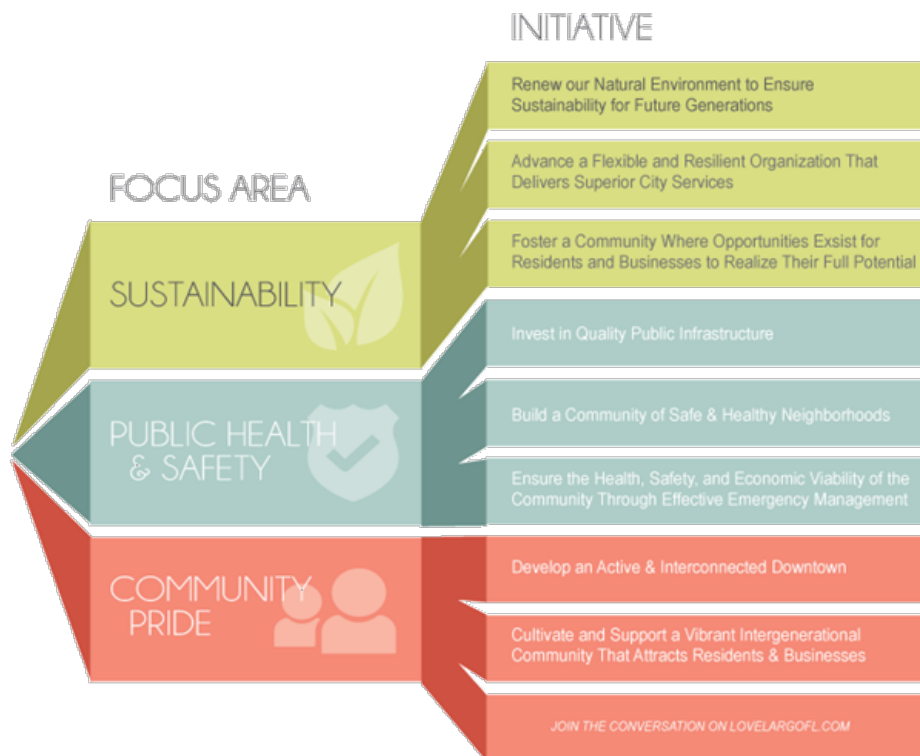 INITIATIVE
Renew our Natural Environment to Ensure
Sustainability for Future Generations
Advance a Flexible and Resilient Organization That
Delivers Superior City Services
FOCUS AREA
Foster a Community Where Opportunities Exsist for
Residents and Businesses to Realize Their Full Potential
SUSTAINABILITY
Invest in Quality Public Infrastructure
Build a Community of Safe & Healthy Neighborhoods
PUBLIC HEALTH
& SAFETY
Ensure the Health, Safety, and Economic Viability of the
Community Through Effective Emergency Management
Develop an Active & Interconnected Downtown
COMMUNITY
PRIDE
Cultivate and Support a Vibrant Intergenerational
Community That Attracts Residents & Businesses
JOIN THE CONVERSATION ON LOVELARGOFL.COM